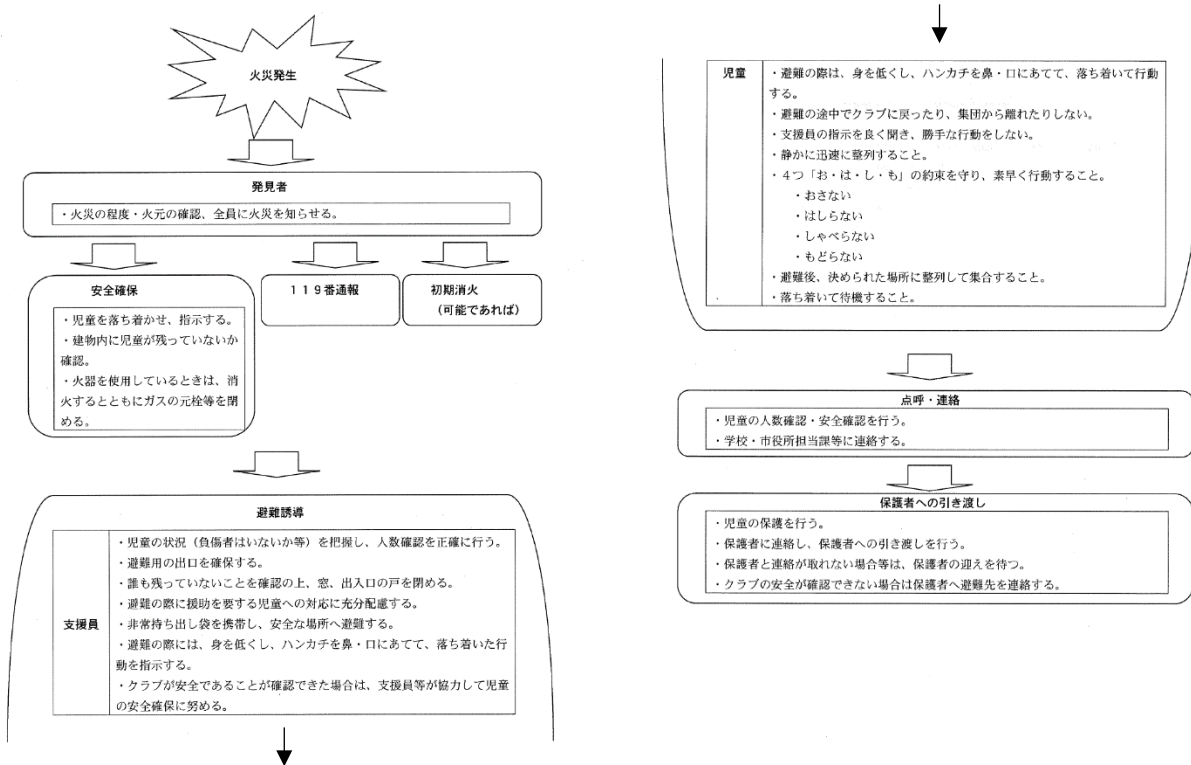 火災発生
発見者
・火災の程度・火元の確認、全員に火災を知らせる。
安全確保
・児童を落ち着かせ、指示する。
・建物内に児童が残っていないか
確認。
・火器を使用しているときは、消
火するとともにガスの元栓等を閉
める。
119番通報
初期消火
(可能であれば)
避難誘導
支援員
・児童の状況(負傷者はいないか等)を把握し、人数確認を正確に行う。
・避難用の出口を確保する。
・誰も残っていないことを確認の上、窓、出入口の戸を閉める。
・避難の際に援助を要する児童への対応に充分配慮する。
・非常持ち出し袋を携帯し、安全な場所へ避難する。
・避難の際には、身を低くし、ハンカチを鼻・口にあてて、落ち着いた行
動を指示する。
・クラブが安全であることが確認できた場合は、支援員等が協力して児童
の安全確保に努める。
児童
・避難の際は、身を低くし、ハンカチを鼻・口にあてて、落ち着いて行動
する。
・避難の途中でクラブに戻ったり、集団から離れたりしない。
・支援員の指示を良く聞き、勝手な行動をしない。
・静かに迅速に整列すること。
・4つ「お・は・し・も」の約束を守り、素早く行動すること。
・おさない
・はしらない
・しゃべらない
・もどらない
・避難後、決められた場所に整列して集合すること。
・落ち着いて待機すること。
点呼・連絡
・児童の人数確認・安全確認を行う。
・学校・市役所担当課等に連絡する。
保護者への引き渡し
・児童の保護を行う。
・保護者に連絡し、保護者への引き渡しを行う。
・保護者と連絡が取れない場合等は、保護者の迎えを待つ。
・クラブの安全が確認できない場合は保護者へ避難先を連絡する。